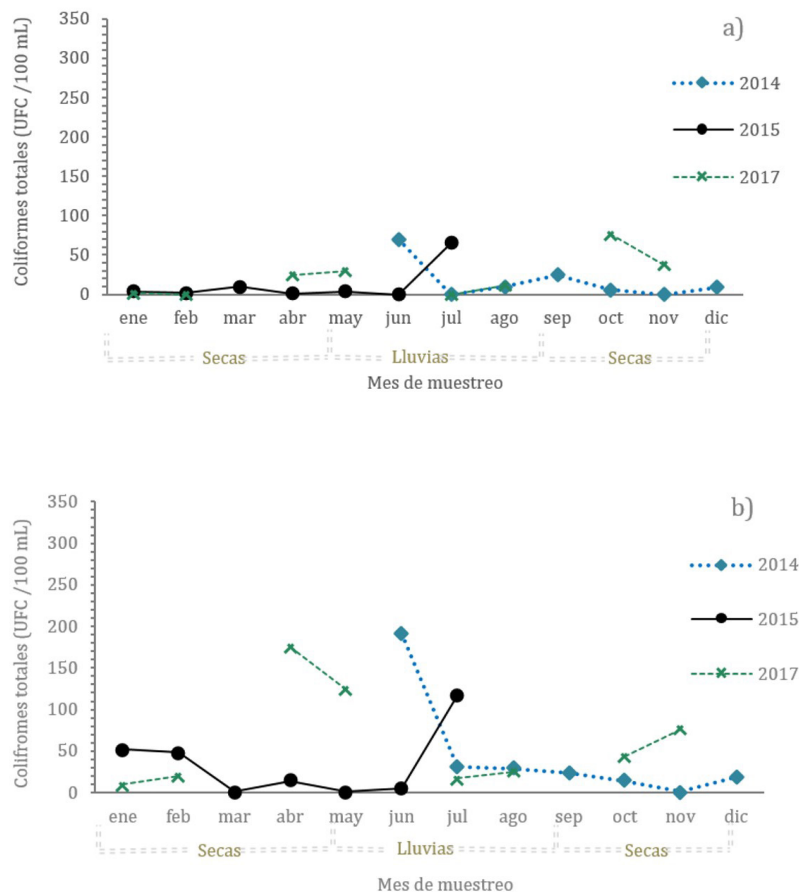 a)
Coliformes totales (UFC /100 mL)
350
300
250
200
150
100
50
0
2014
2015
2017
ene feb mar abr may jun jul ago sep oct nov dic
Secas Lluvias Secas
Mes de muestreo
b)
Colifromes totales (UFC /100 mL)
350
300
250
200
150
100
50
0
2014
2015
2017
ene feb mar abr may jun jul ago sep oct nov dic
Secas Lluvias Secas
Mes de muestreo